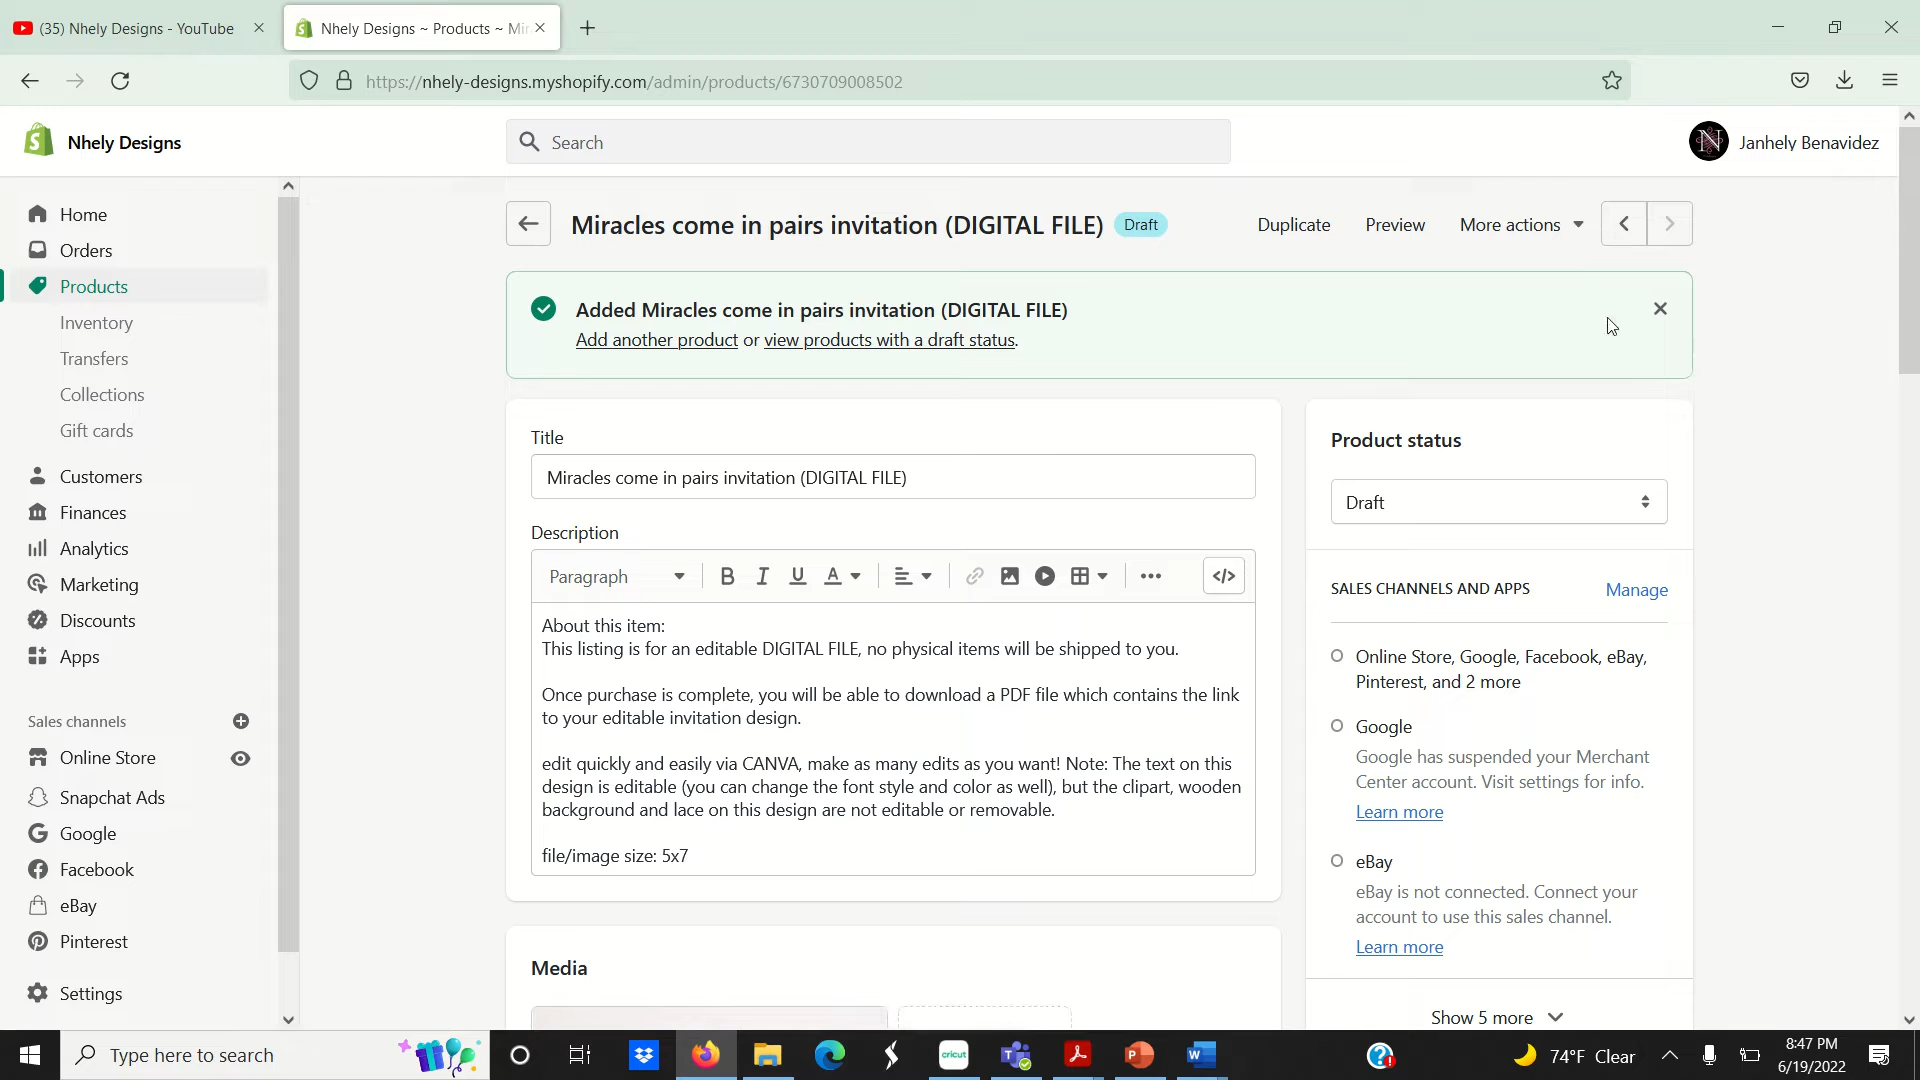 (35) Nhely Designs - YouTube
Nhely Designs ~ Products ~ Mir
https://nhely-designs.myshopify.com/admin/products/6730709008502
Nhely Designs
Search
Janhely Benavidez
Home
Orders
Products
Inventory
Transfers
Collections
Gift cards
Customers
Finances
Analytics
Marketing
Discounts
Apps
Sales channels
Online Store
Snapchat Ads
Google
Facebook
eBay
Pinterest
Settings
Miracles come in pairs invitation (DIGITAL FILE) Draft
Duplicate Preview More actions
Added Miracles come in pairs invitation (DIGITAL FILE)
Add another product or view products with a draft status.
Title
Miracles come in pairs invitation (DIGITAL FILE)
Description
Paragraph B I U A
About this item:
This listing is for an editable DIGITAL FILE, no physical items will be shipped to you.
Once purchase is complete, you will be able to download a PDF file which contains the link
to your editable invitation design.
edit quickly and easily via CANVA, make as many edits as you want! Note: The text on this
design is editable (you can change the font style and color as well), but the clipart, wooden
background and lace on this design are not editable or removable.
file/image size: 5x7
Media
Product status
Draft
SALES CHANNELS AND APPS Manage
Online Store, Google, Facebook, eBay,
Pinterest, and 2 more
Google
Google has suspended your Merchant
Center account. Visit settings for info.
Learn more
eBay
eBay is not connected. Connect your
account to use this sales channel.
Learn more
Show 5 more
Type here to search
cricut
74°F Clear
8:47 PM
6/19/2022